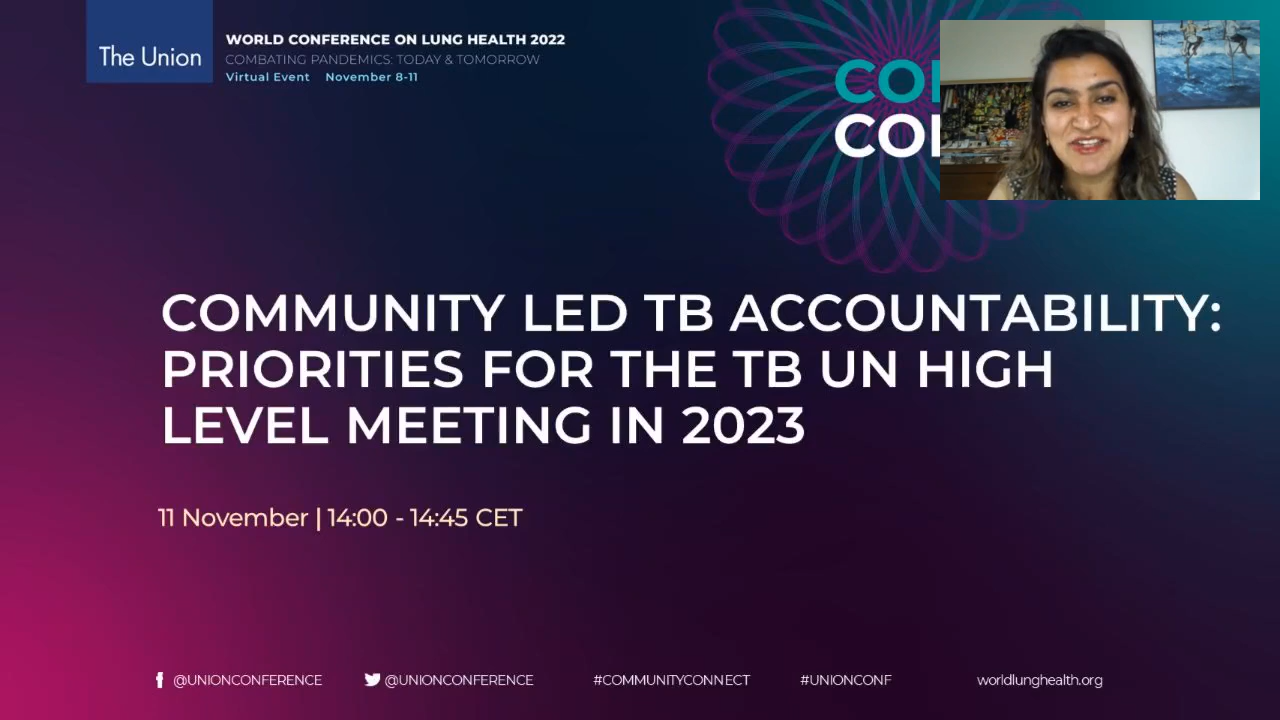 The Union
WORLD CONFERENCE ON LUNG HEALTH 2022
COMBATING PANDEMICS: TODAY & TOMORROW
Virtual Event November 8-11
COMMUNITY LED TB ACCOUNTABILITY:
PRIORITIES FOR THE TB UN HIGH
LEVEL MEETING IN 2023
11 November | 14:00 - 14:45 CET
@UNIONCONFERENCE @UNIONCONFERENCE #COMMUNITYCONNECT #UNIONCONF worldlunghealth.org